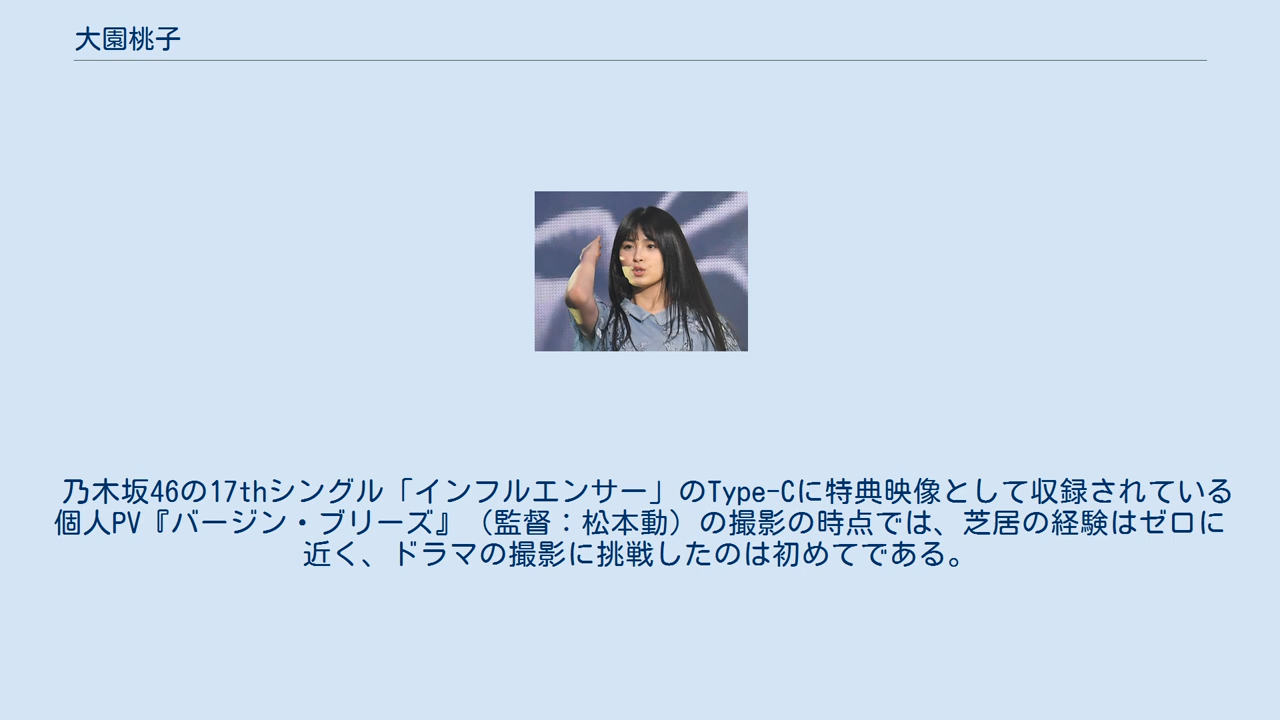 大園桃子
乃木坂46の17thシングル「インフルエンサー」のType-Cに特典映像として収録されている
個人PV『バージン・ブリーズ』（監督：松本動）の撮影の時点では、芝居の経験はゼロに
近く、ドラマの撮影に挑戦したのは初めてである。